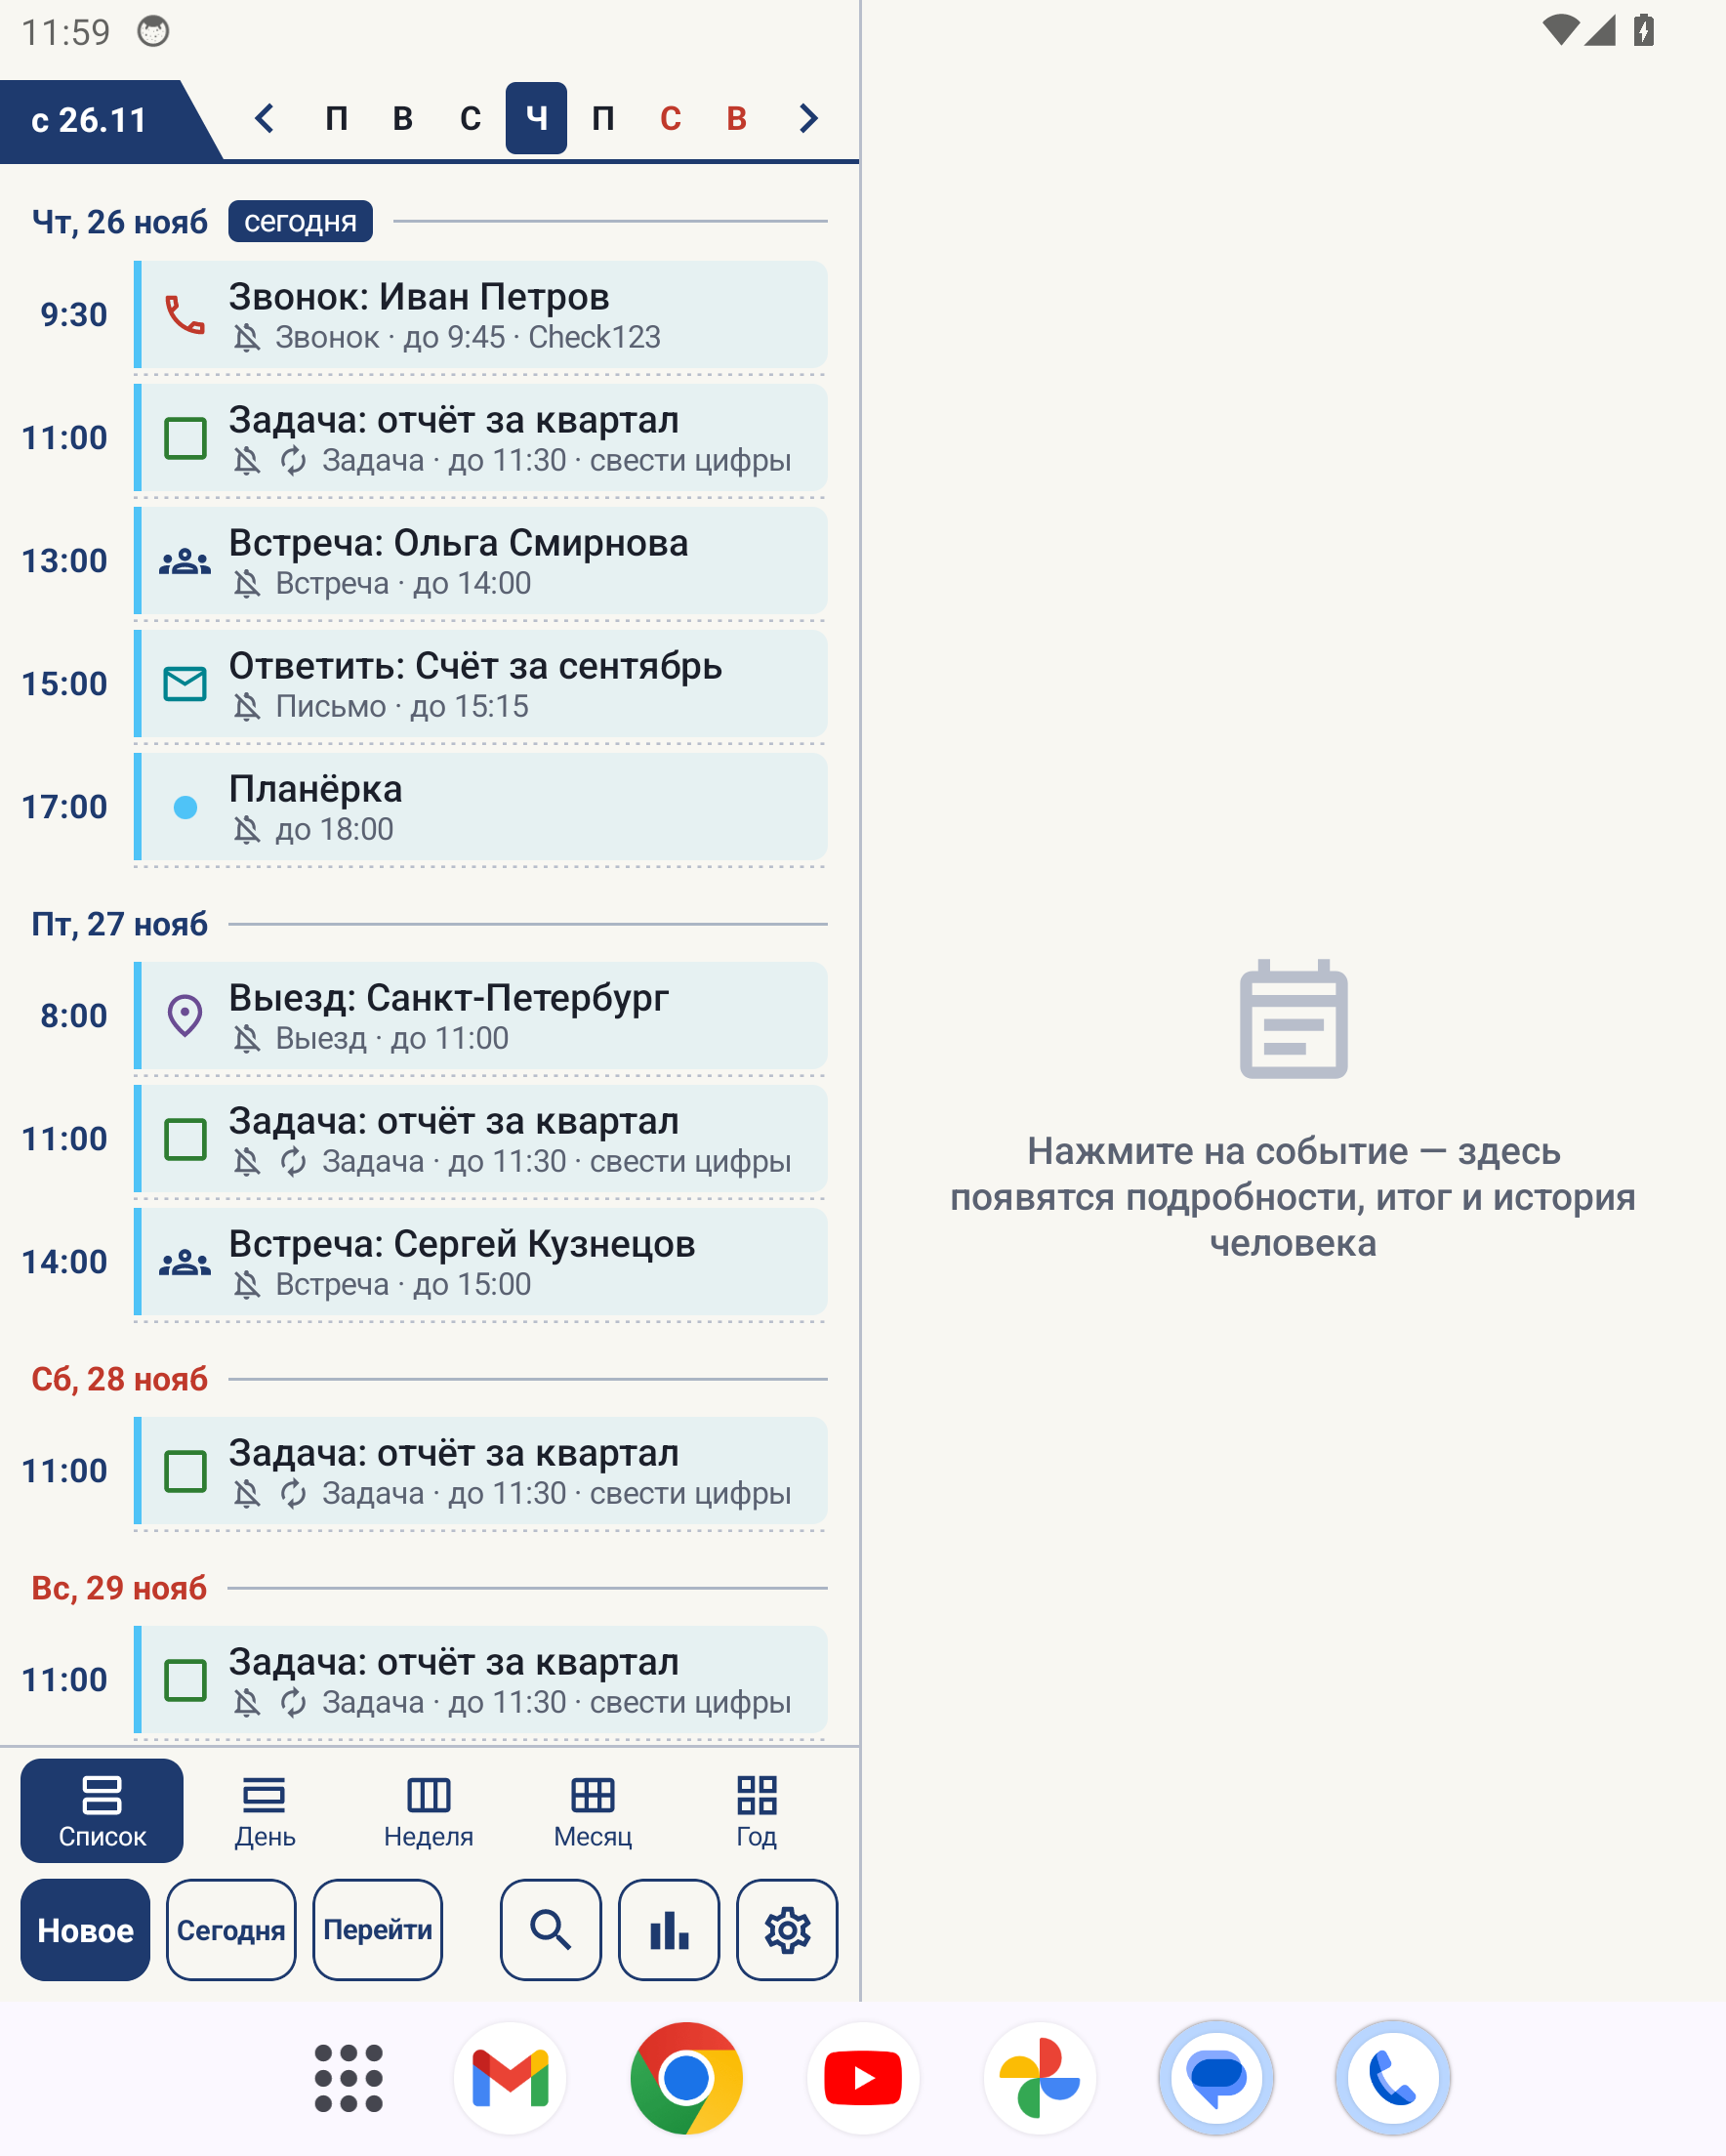 11:59
с 26.11
П В С Ч П С В
Чт, 26 нояб сегодня
9:30
Звонок: Иван Петров
Звонок · до 9:45 · Check123
11:00
Задача: отчёт за квартал
Задача · до 11:30 · свести цифры
13:00
Встреча: Ольга Смирнова
Встреча · до 14:00
15:00
Ответить: Счёт за сентябрь
Письмо · до 15:15
17:00
Планёрка
до 18:00
Пт, 27 нояб
8:00
Выезд: Санкт-Петербург
Выезд · до 11:00
11:00
Задача: отчёт за квартал
Задача · до 11:30 · свести цифры
14:00
Встреча: Сергей Кузнецов
Встреча · до 15:00
Сб, 28 нояб
11:00
Задача: отчёт за квартал
Задача · до 11:30 · свести цифры
Вс, 29 нояб
11:00
Задача: отчёт за квартал
Задача · до 11:30 · свести цифры
Список День Неделя Месяц Год
Новое Сегодня Перейти
Нажмите на событие — здесь
появятся подробности, итог и история
человека